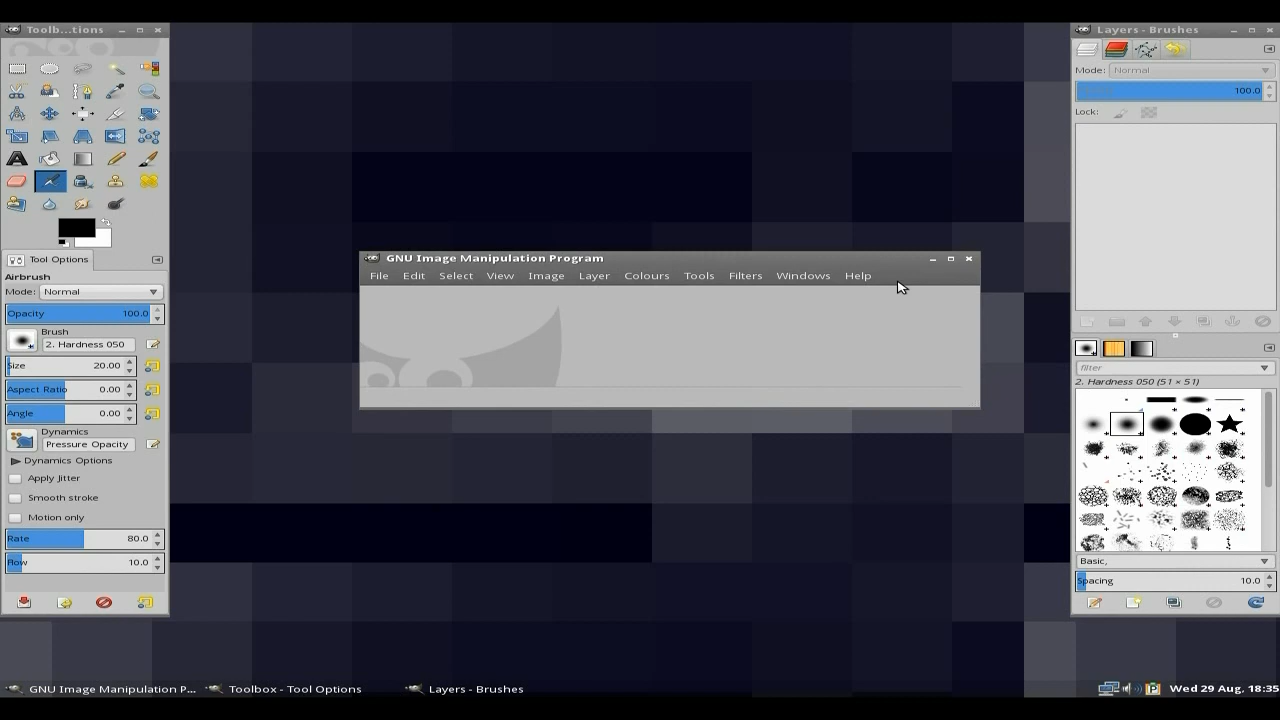 Toolb...tions
Opacity 100.0
Tool Options
Airbrush
Mode: Normal
Brush
2. Hardness 050
Size 20.00
Aspect Ratio 0.00
Angle 0.00
Dynamics
Pressure Opacity
Dynamics Options
Apply Jitter
Smooth stroke
Motion only
Rate 80.0
Flow 10.0
GNU Image Manipulation Program
File Edit Select View Image Layer Colours Tools Filters Windows Help
Layers - Brushes
Mode: Normal
100.0
Lock:
filter
2. Hardness 050 (51 × 51)
Basic,
Spacing 10.0
GNU Image Manipulation P...
Toolbox - Tool Options
Layers - Brushes
Wed 29 Aug, 18:35